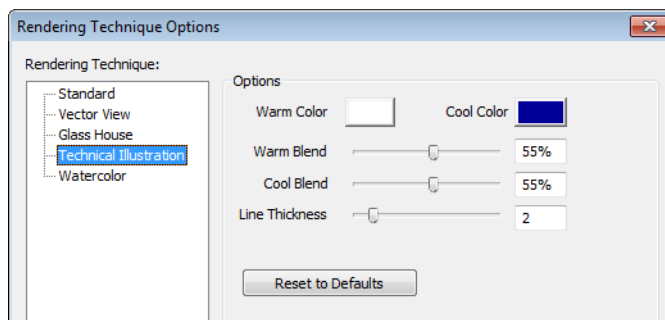 Rendering Technique Options
Rendering Technique:
Standard
Vector View
Glass House
Technical Illustration
Watercolor
Options
Warm Color Cool Color
Warm Blend 55%
Cool Blend 55%
Line Thickness 2
Reset to Defaults